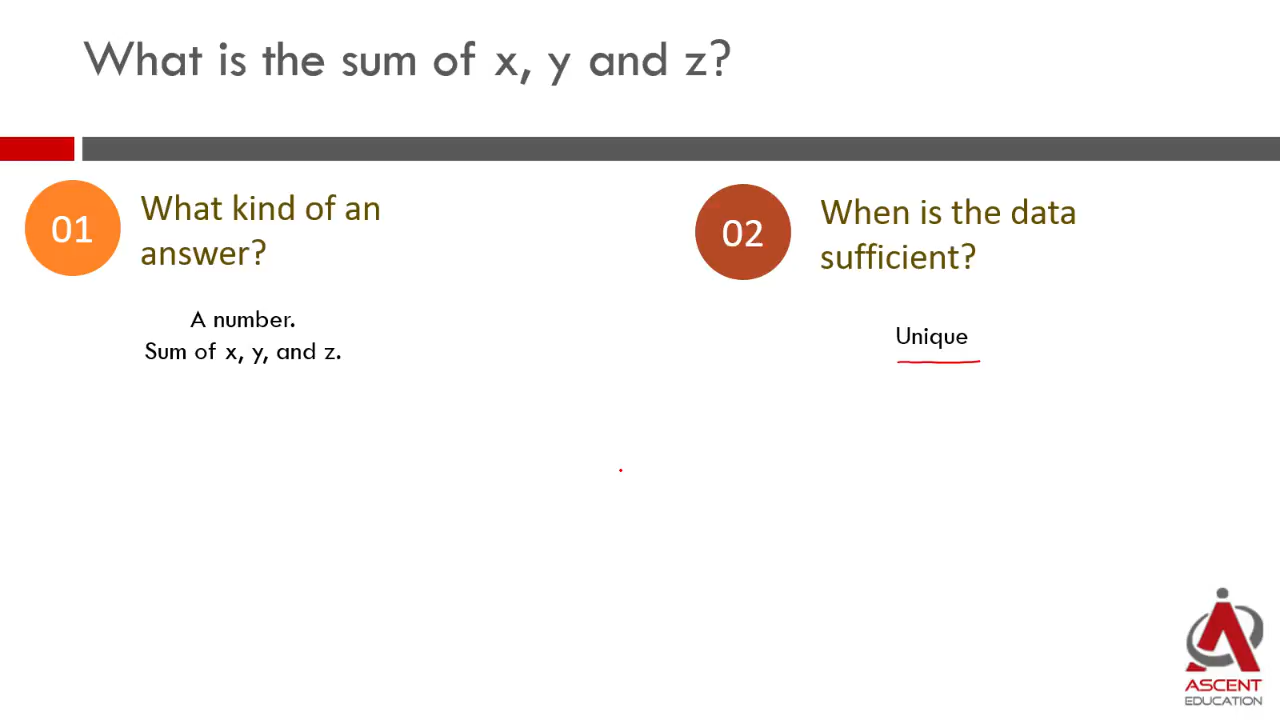 What is the sum of x, y and z?
01
What kind of an
answer?
A number.
Sum of x, y, and z.
02
When is the data
sufficient?
Unique
ASCENT
EDUCATION